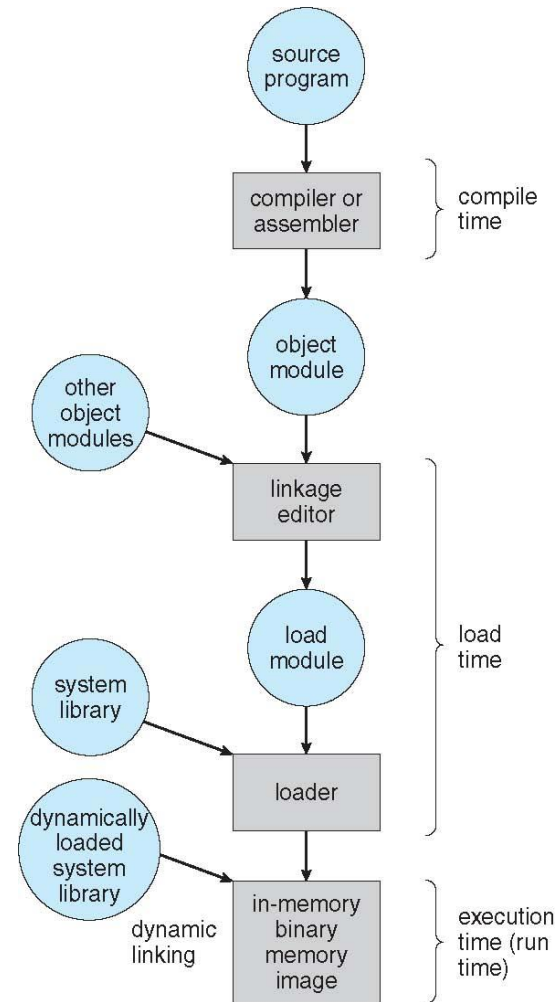 source
program
compiler or
assembler
compile
time
object
module
other
object
modules
linkage
editor
load
module
load
time
system
library
loader
dynamically
loaded
system
library
dynamic
linking
in-memory
binary
memory
image
execution
time (run
time)